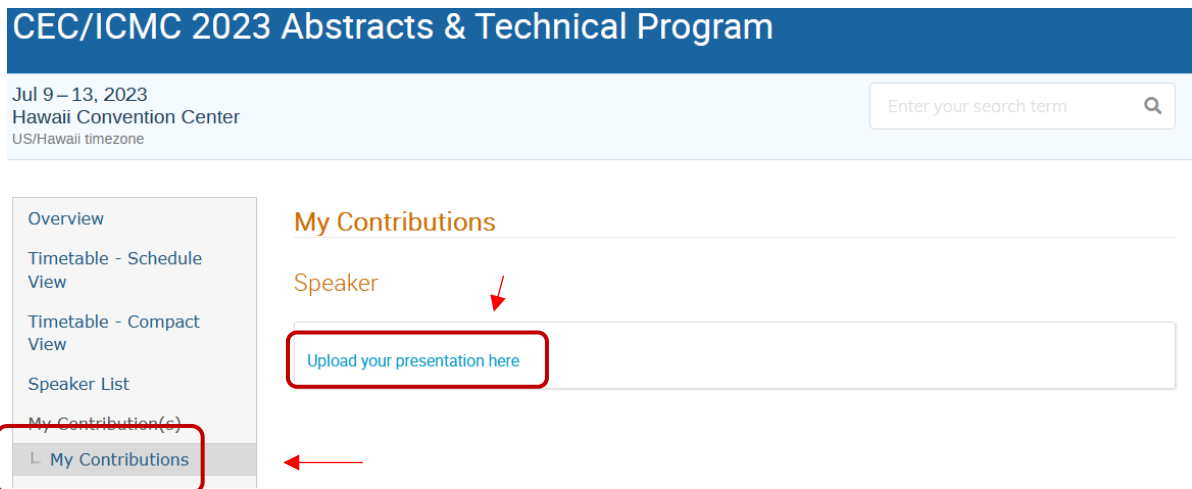 CEC/ICMC 2023 Abstracts & Technical Program
Jul 9 – 13, 2023
Hawaii Convention Center
US/Hawaii timezone
Enter your search term
Overview
Timetable - Schedule
View
Timetable - Compact
View
Speaker List
My Contribution(s)
My Contributions
My Contributions
Speaker
Upload your presentation here